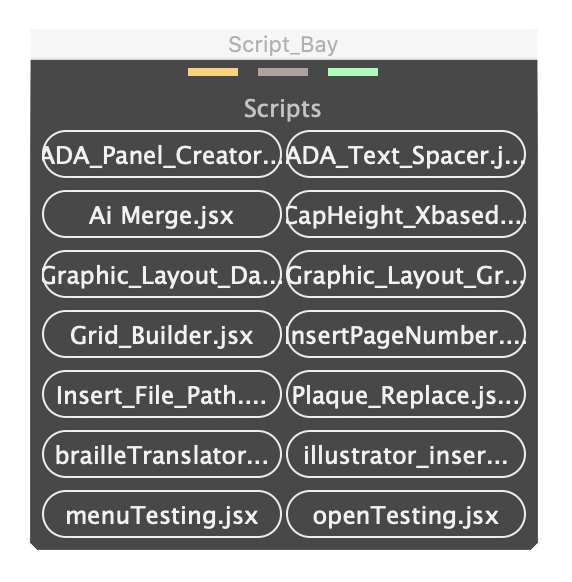 Script_Bay
Scripts
ADA_Panel_Creator...
ADA_Text_Spacer.j...
Ai Merge.jsx
CapHeight_Xbased....
Graphic_Layout_Da...
Graphic_Layout_Gr...
Grid_Builder.jsx
InsertPageNumber....
Insert_File_Path....
Plaque_Replace.js...
brailleTranslator...
illustrator_inser...
menuTesting.jsx
openTesting.jsx